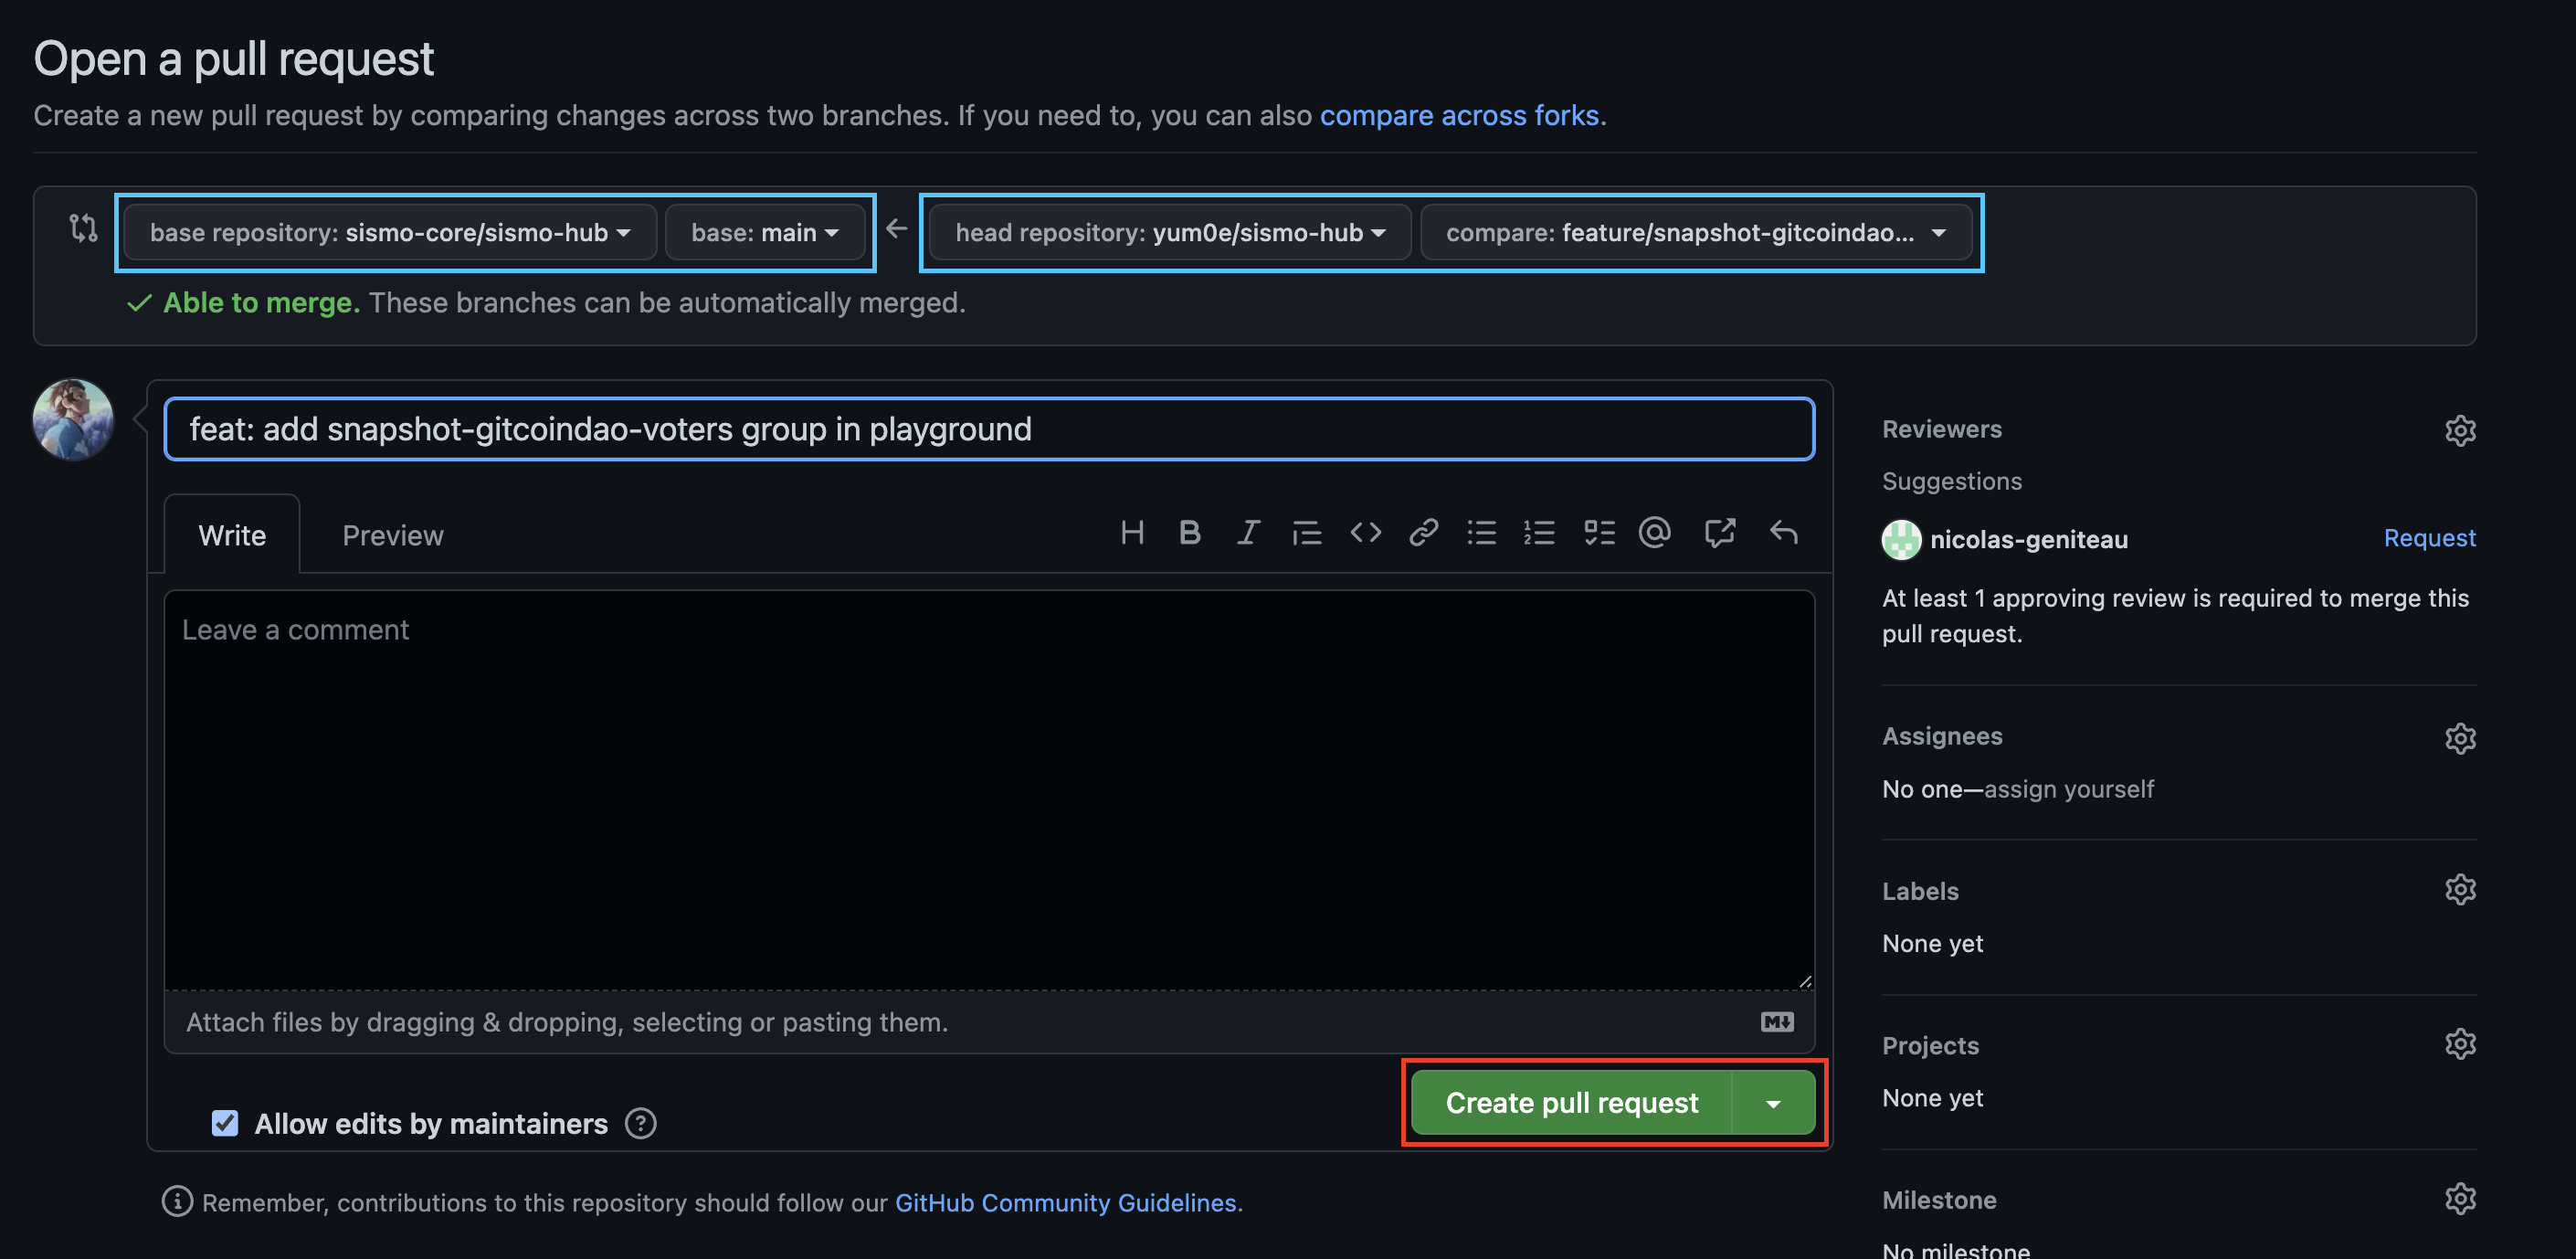 Open a pull request
Create a new pull request by comparing changes across two branches. If you need to, you can also compare across forks.
base repository: sismo-core/sismo-hub base: main head repository: yum0e/sismo-hub compare: feature/snapshot-gitcoindao...
Able to merge. These branches can be automatically merged.
feat: add snapshot-gitcoindao-voters group in playground
Write Preview
Leave a comment
Attach files by dragging & dropping, selecting or pasting them.
Allow edits by maintainers
Create pull request
Remember, contributions to this repository should follow our GitHub Community Guidelines.
Reviewers
Suggestions
nicolas-geniteau Request
At least 1 approving review is required to merge this
pull request.
Assignees
No one—assign yourself
Labels
None yet
Projects
None yet
Milestone
No milestone